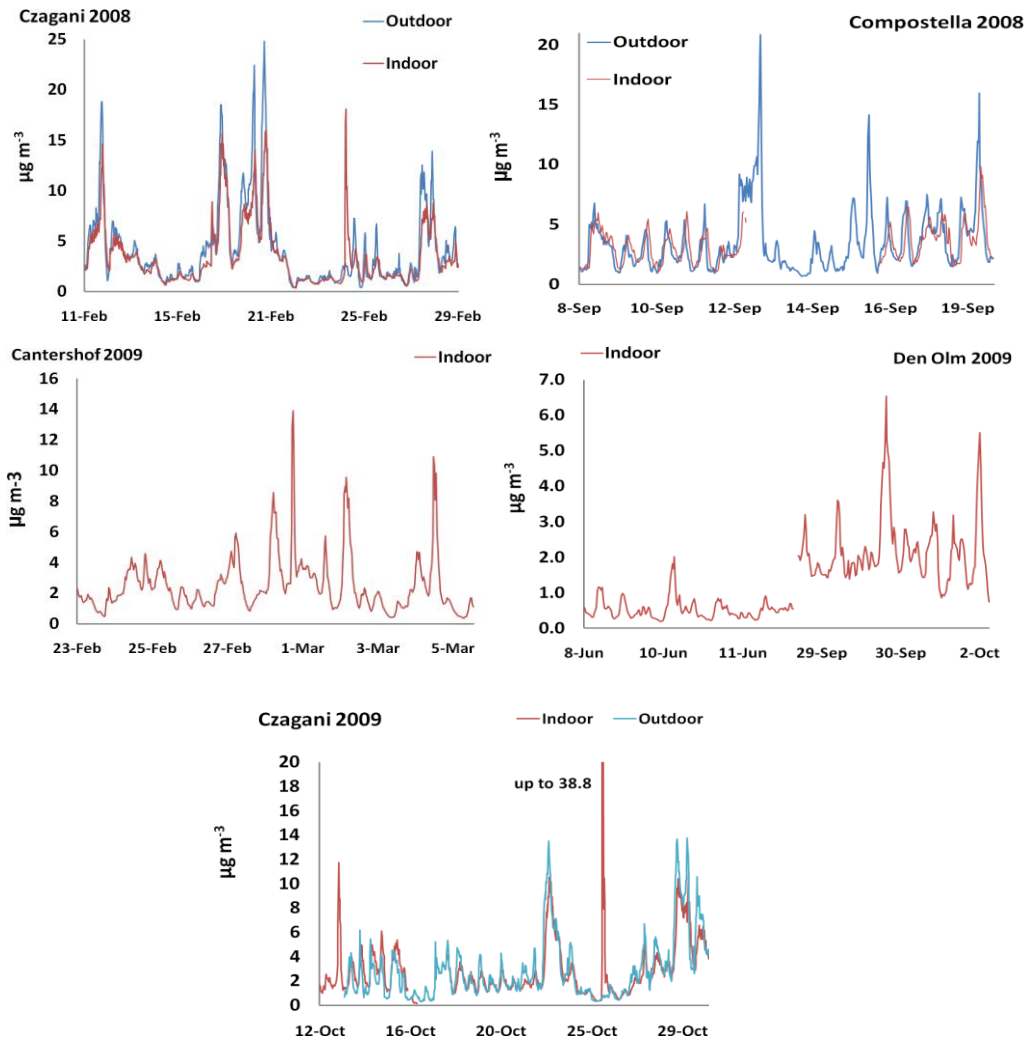 Czagani 2008
Outdoor
Indoor
µg m-3
25
20
15
10
5
0
11-Feb 15-Feb 21-Feb 25-Feb 29-Feb
Compostella 2008
Outdoor
Indoor
µg m-3
20
15
10
5
0
8-Sep 10-Sep 12-Sep 14-Sep 16-Sep 19-Sep
Cantershof 2009
Indoor
µg m-3
16
14
12
10
8
6
4
2
0
23-Feb 25-Feb 27-Feb 1-Mar 3-Mar 5-Mar
Indoor
Den Olm 2009
µg m-3
7.0
6.0
5.0
4.0
3.0
2.0
1.0
0.0
8-Jun 10-Jun 11-Jun 29-Sep 30-Sep 2-Oct
Czagani 2009
Indoor Outdoor
up to 38.8
µg m-3
20
18
16
14
12
10
8
6
4
2
0
12-Oct 16-Oct 20-Oct 25-Oct 29-Oct